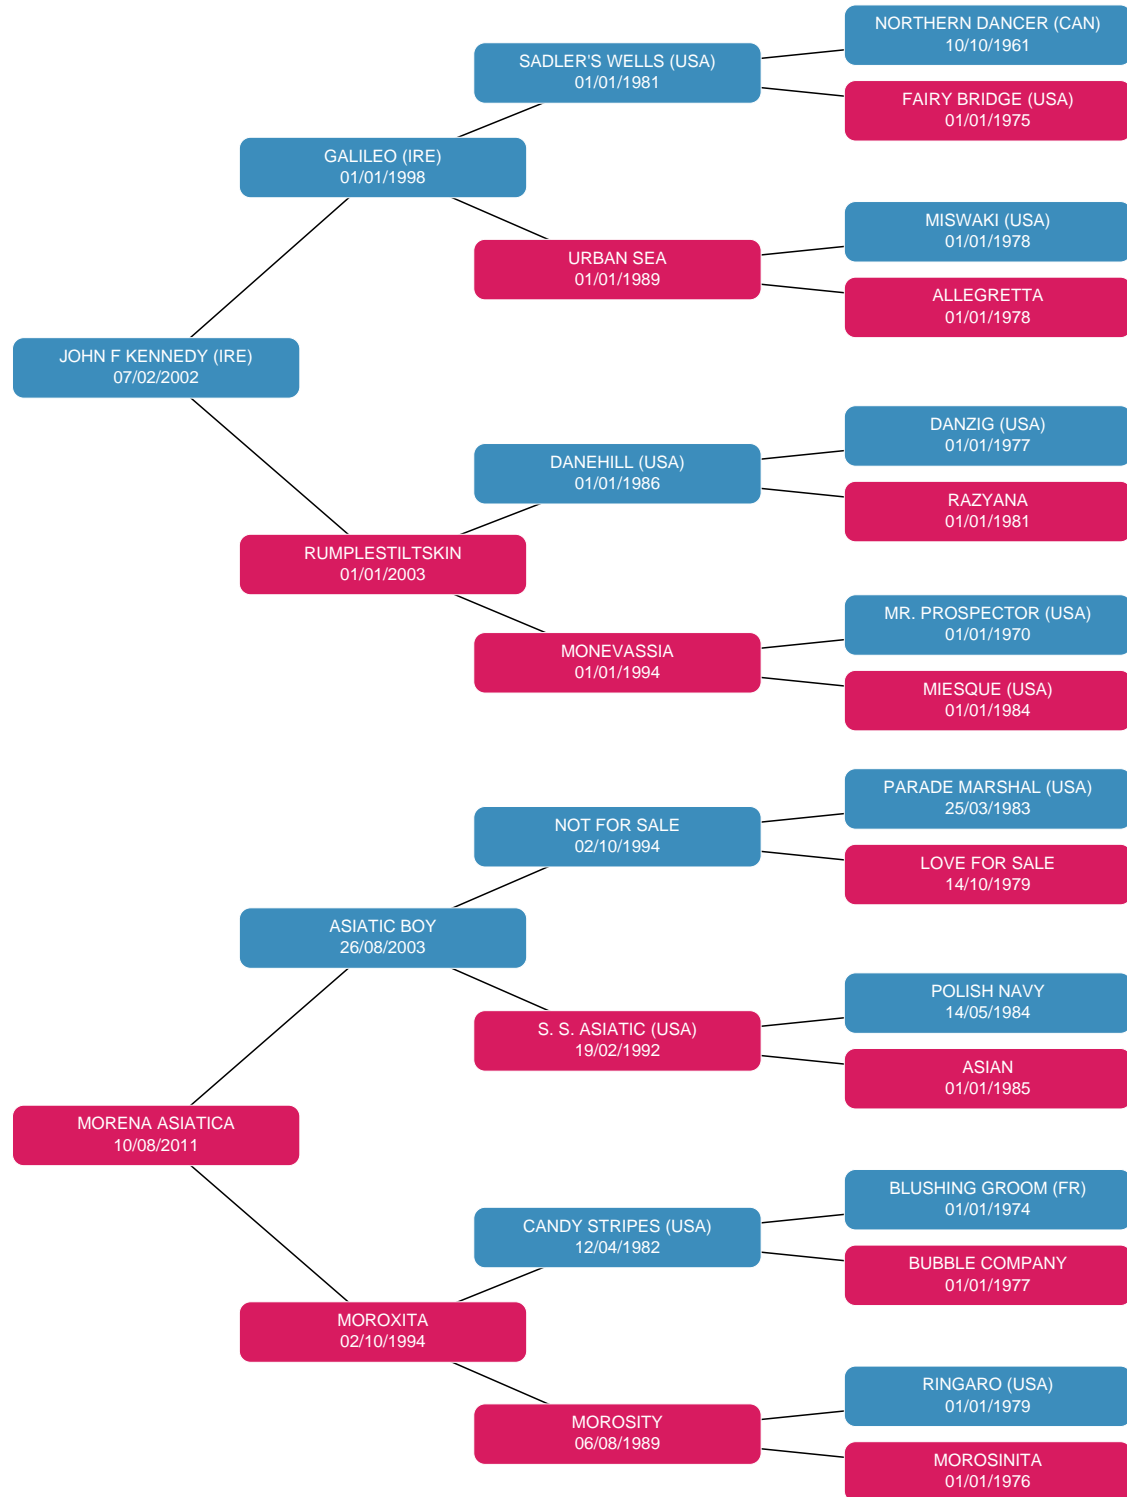 NORTHERN DANCER (CAN)
10/10/1961
SADLER'S WELLS (USA)
01/01/1981
FAIRY BRIDGE (USA)
01/01/1975
GALILEO (IRE)
01/01/1998
MISWAKI (USA)
01/01/1978
URBAN SEA
01/01/1989
ALLEGRETTA
01/01/1978
JOHN F KENNEDY (IRE)
07/02/2002
DANZIG (USA)
01/01/1977
DANEHILL (USA)
01/01/1986
RAZYANA
01/01/1981
RUMPLESTILTSKIN
01/01/2003
MR. PROSPECTOR (USA)
01/01/1970
MONEVASSIA
01/01/1994
MIESQUE (USA)
01/01/1984
PARADE MARSHAL (USA)
25/03/1983
NOT FOR SALE
02/10/1994
LOVE FOR SALE
14/10/1979
ASIATIC BOY
26/08/2003
POLISH NAVY
14/05/1984
S. S. ASIATIC (USA)
19/02/1992
ASIAN
01/01/1985
MORENA ASIATICA
10/08/2011
BLUSHING GROOM (FR)
01/01/1974
CANDY STRIPES (USA)
12/04/1982
BUBBLE COMPANY
01/01/1977
MOROXITA
02/10/1994
RINGARO (USA)
01/01/1979
MOROSITY
06/08/1989
MOROSINITA
01/01/1976